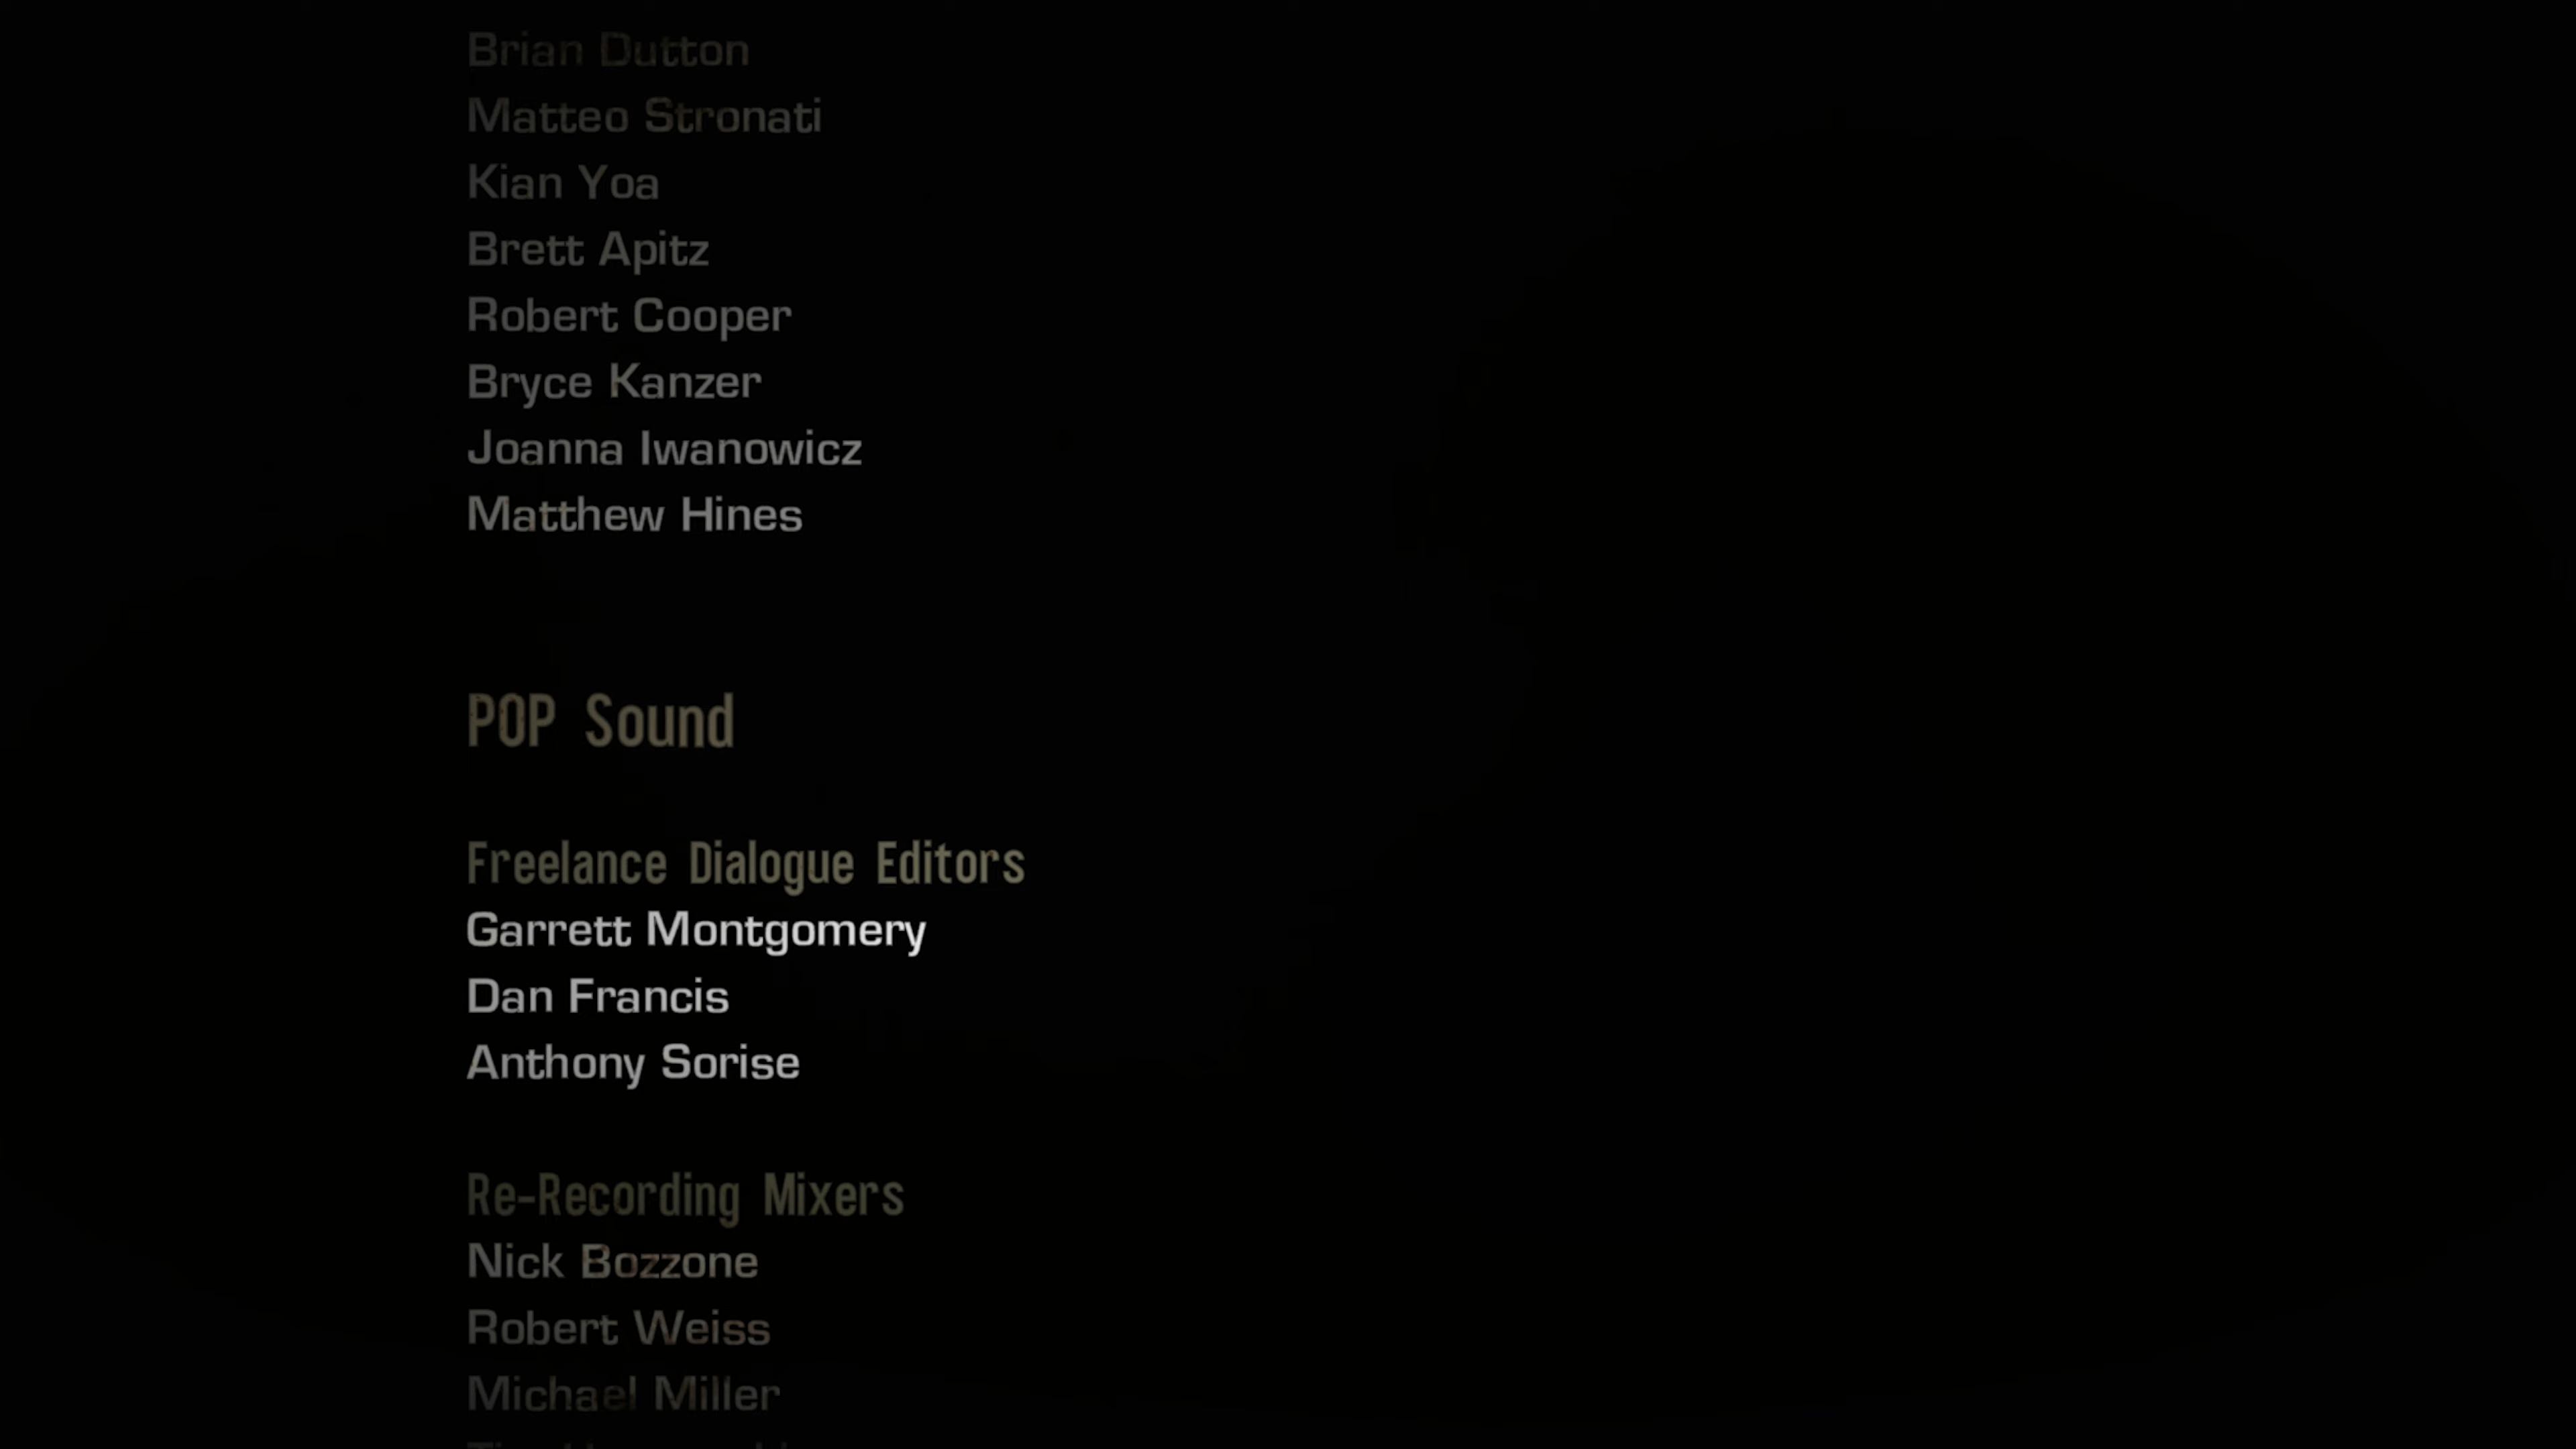 Brian Dutton
Matteo Stronati
Kian Yoa
Brett Apitz
Robert Cooper
Bryce Kanzer
Joanna Iwanowicz
Matthew Hines
POP Sound
Freelance Dialogue Editors
Garrett Montgomery
Dan Francis
Anthony Sorise
Re-Recording Mixers
Nick Bozzone
Robert Weiss
Michael Miller